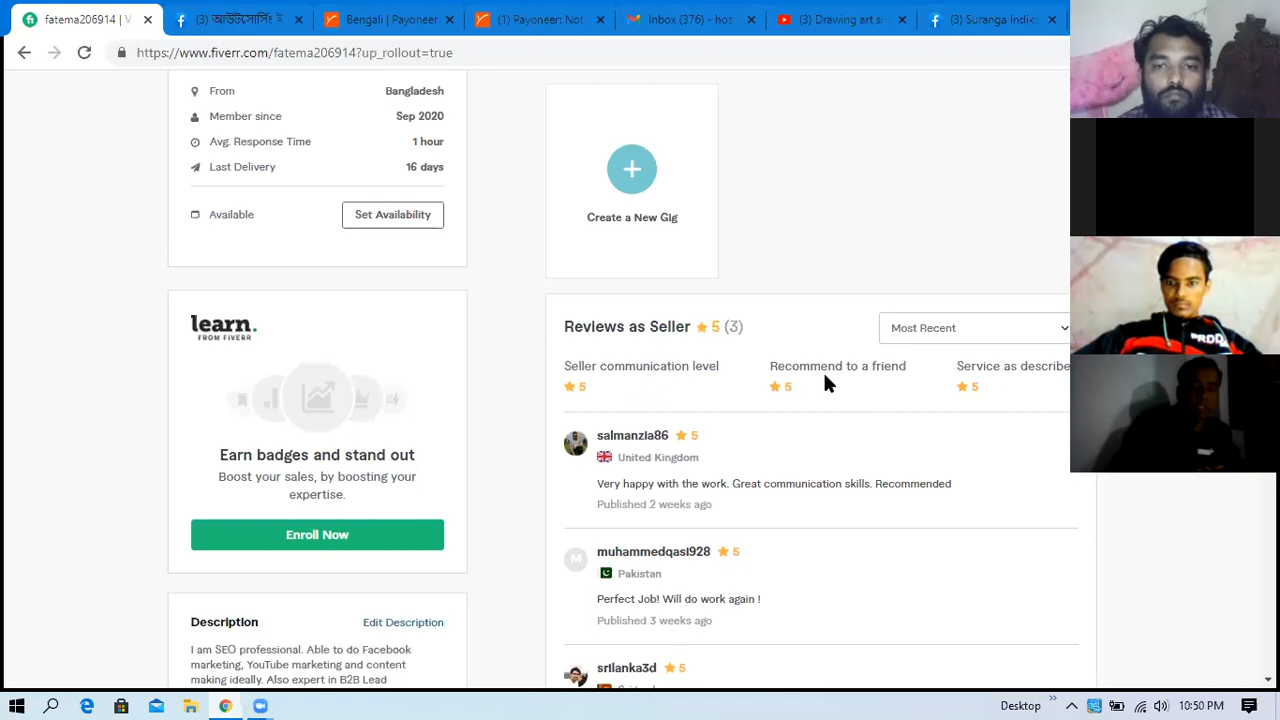 fatema206914 | V
(3) আউটসোর্সিং ই
Bengali | Payoneer
(1) Payoneer: Not
Inbox (376) - hos
(3) Drawing art si
(3) Suranga Indika
https://www.fiverr.com/fatema206914?up_rollout=true
From Bangladesh
Member since Sep 2020
Avg. Response Time 1 hour
Last Delivery 16 days
Available Set Availability
Create a New Gig
learn.
FROM FIVERR
Earn badges and stand out
Boost your sales, by boosting your
expertise.
Enroll Now
Description Edit Description
I am SEO professional. Able to do Facebook
marketing, YouTube marketing and content
making ideally. Also expert in B2B Lead
Reviews as Seller 5 (3)
Most Recent
Seller communication level Recommend to a friend Service as describe
5 5 5
salmanzia86 5
United Kingdom
Very happy with the work. Great communication skills. Recommended
Published 2 weeks ago
M
muhammedqasi928 5
Pakistan
Perfect Job! Will do work again !
Published 3 weeks ago
srilanka3d 5
Desktop 10:50 PM